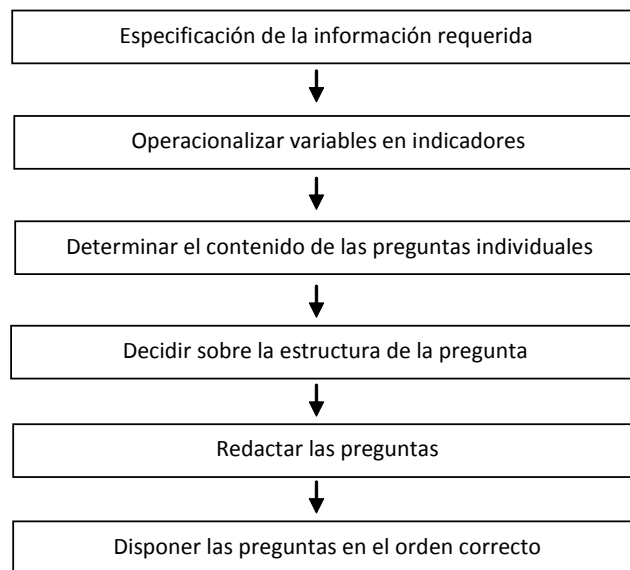 Especificación de la información requerida
Operacionalizar variables en indicadores
Determinar el contenido de las preguntas individuales
Decidir sobre la estructura de la pregunta
Redactar las preguntas
Disponer las preguntas en el orden correcto